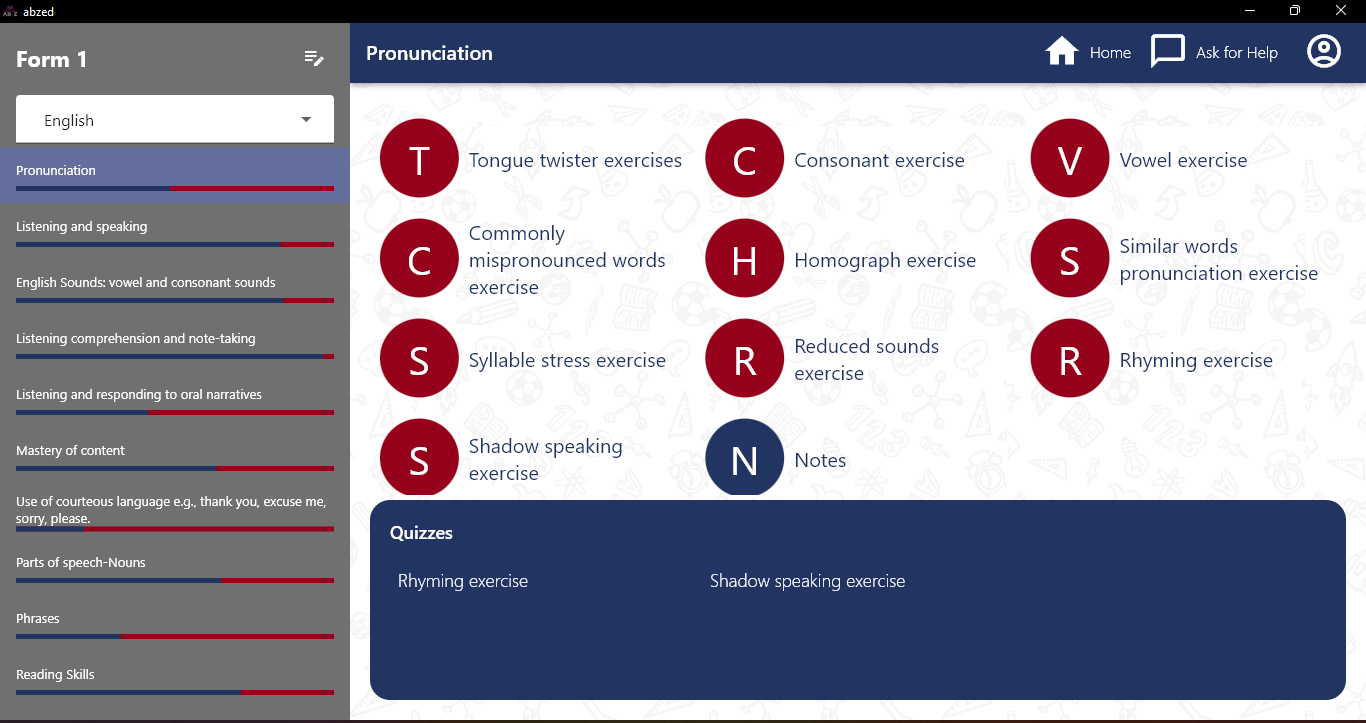 abzed
Form 1
English
Pronunciation
Listening and speaking
English Sounds: vowel and consonant sounds
Listening comprehension and note-taking
Listening and responding to oral narratives
Mastery of content
Use of courteous language e.g., thank you, excuse me,
sorry, please.
Parts of speech-Nouns
Phrases
Reading Skills
Pronunciation
Home
Ask for Help
T
Tongue twister exercises
C
Consonant exercise
V
Vowel exercise
C
Commonly
mispronounced words
exercise
H
Homograph exercise
S
Similar words
pronunciation exercise
S
Syllable stress exercise
R
Reduced sounds
exercise
R
Rhyming exercise
S
Shadow speaking
exercise
N
Notes
Quizzes
Rhyming exercise
Shadow speaking exercise